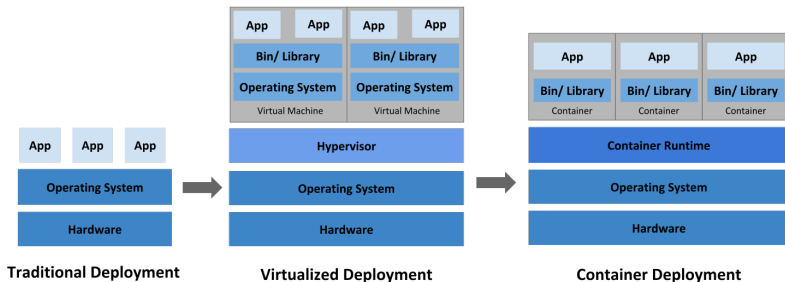 App App App
Operating System
Hardware
Traditional Deployment
App App App App
Bin/ Library Bin/ Library
Operating System Operating System
Virtual Machine Virtual Machine
Hypervisor
Operating System
Hardware
Virtualized Deployment
App App App
Bin/ Library Bin/ Library Bin/ Library
Container Container Container
Container Runtime
Operating System
Hardware
Container Deployment